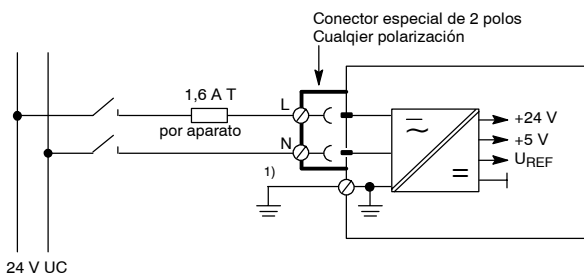 Conector especial de 2 polos
Cualqier polarización
1,6 A T
por aparato
L
N
1)
+24 V
+5 V
UREF
24 V UC